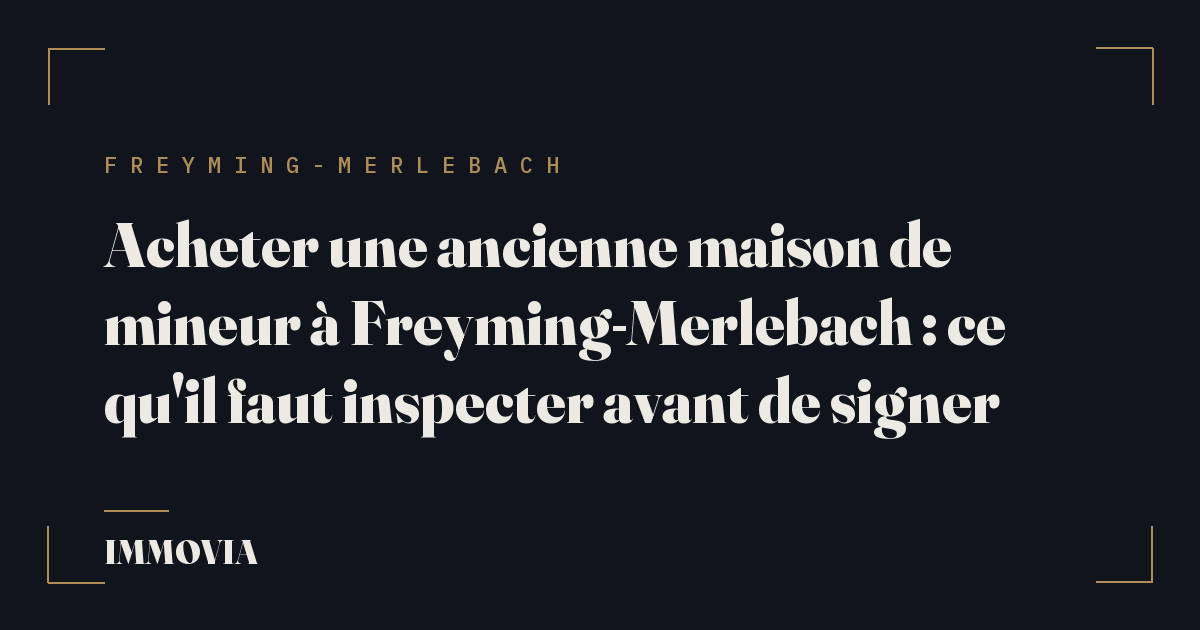 FREYMING-MERLEBACH
Acheter une ancienne maison de
mineur à Freyming-Merlebach : ce
qu'il faut inspecter avant de signer
IMMOVIA